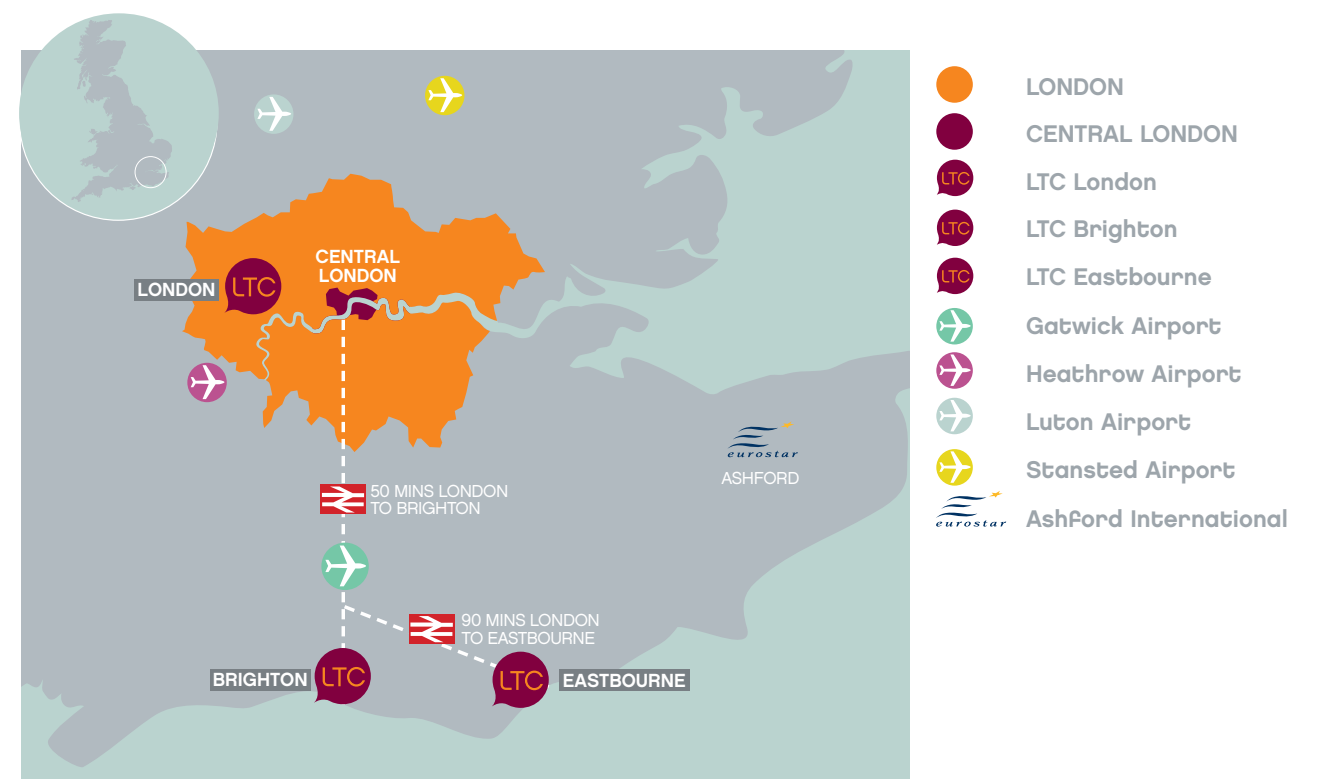 CENTRAL
LONDON
LONDON
LTC
eurostar
ASHFORD
50 MINS LONDON
TO BRIGHTON
90 MINS LONDON
TO EASTBOURNE
BRIGHTON
LTC
LTC
EASTBOURNE
LONDON
CENTRAL LONDON
LTC
LTC London
LTC
LTC Brighton
LTC
LTC Eastbourne
Gatwick Airport
Heathrow Airport
Luton Airport
Stansted Airport
eurostar
Ashford International